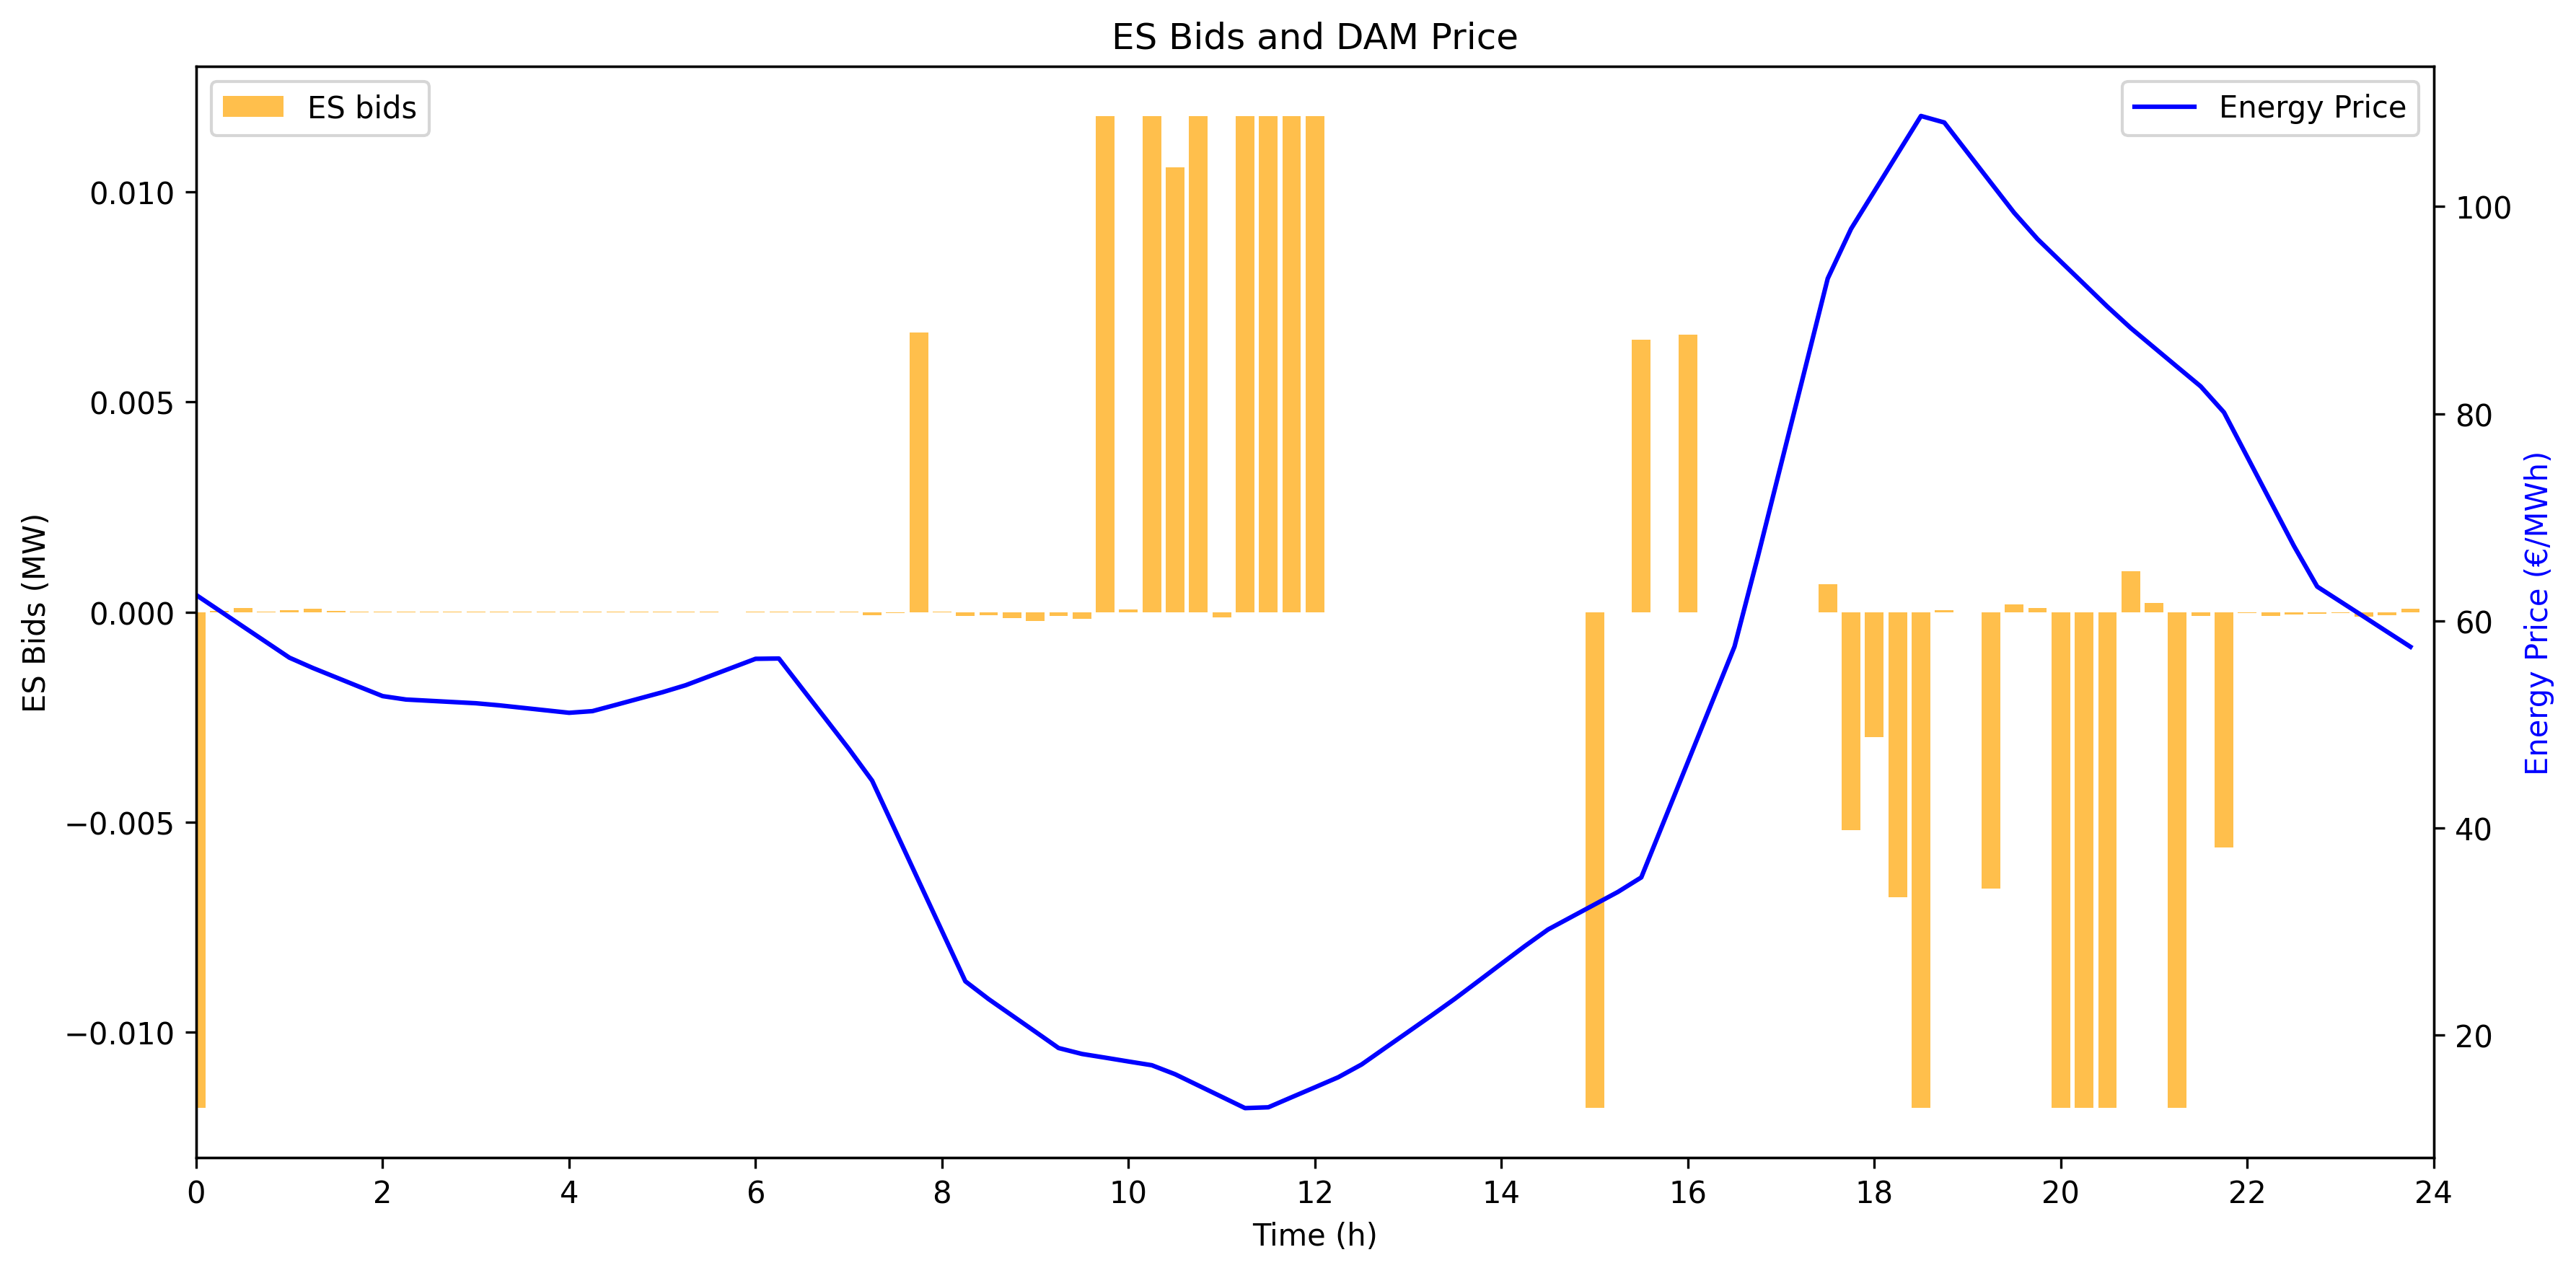 ES Bids and DAM Price
ES bids
Energy Price
0.010
0.005
0.000
−0.005
−0.010
ES Bids (MW)
100
80
60
40
20
Energy Price (€/MWh)
0 2 4 6 8 10 12 14 16 18 20 22 24
Time (h)